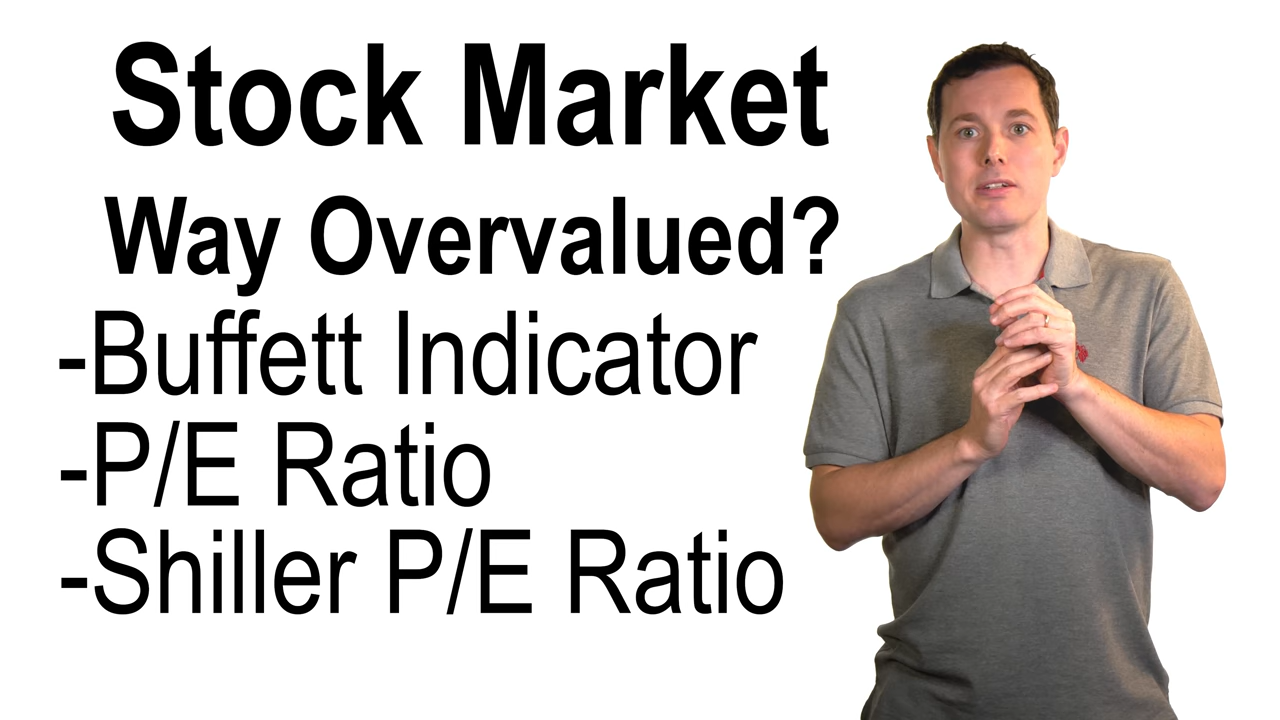 Stock Market
Way Overvalued?
-Buffett Indicator
-P/E Ratio
-Shiller P/E Ratio